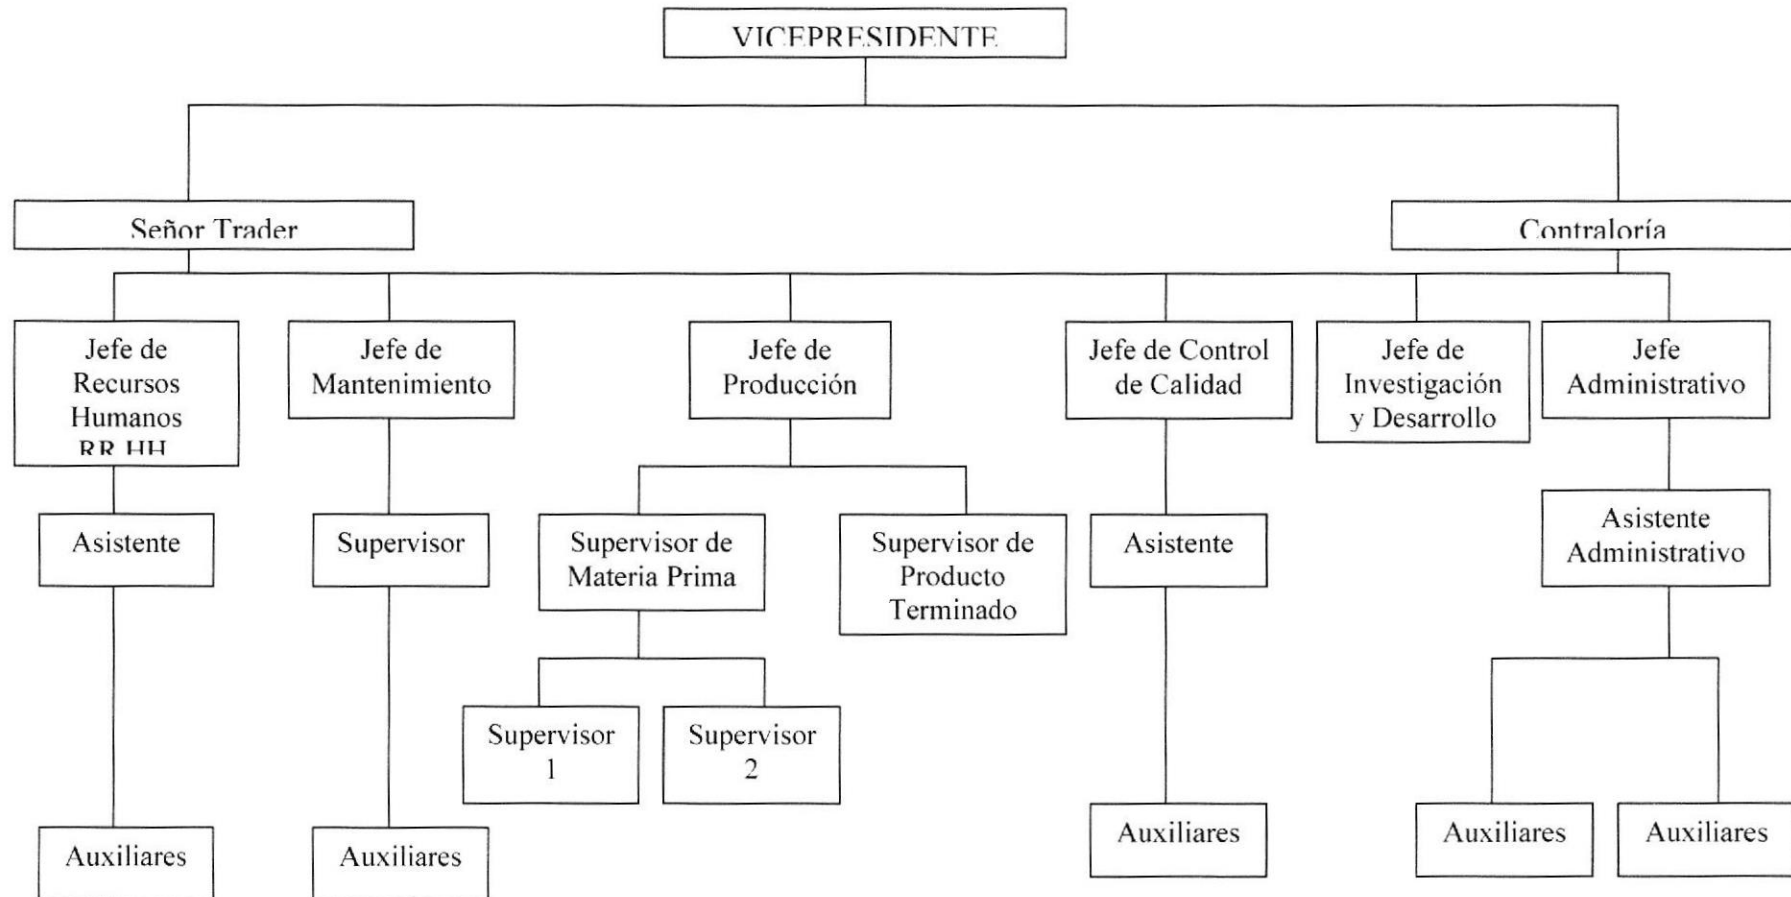 VICEPRESIDENTE
Señor Trader
Contraloría
Jefe de
Recursos
Humanos
RR HH
Jefe de
Mantenimiento
Jefe de
Producción
Jefe de Control
de Calidad
Jefe de
Investigación
y Desarrollo
Jefe
Administrativo
Asistente
Supervisor
Supervisor de
Materia Prima
Supervisor de
Producto
Terminado
Asistente
Asistente
Administrativo
Supervisor
1
Supervisor
2
Auxiliares
Auxiliares
Auxiliares
Auxiliares
Auxiliares